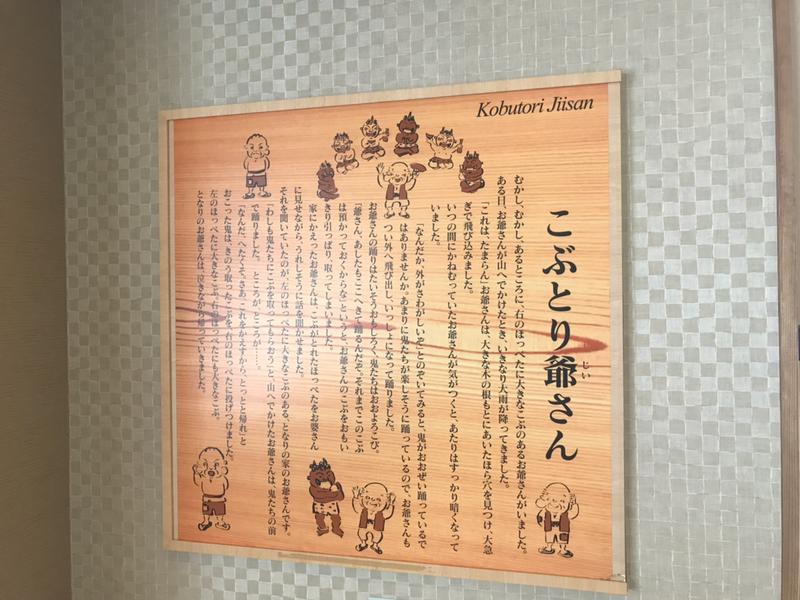 Kobutori Jiisan
こぶとり爺さん
じい
むかし、むかし、あるところに、右のほっぺたに大きなこぶのあるお爺さんがいました。
ある日、お爺さんが山へでかけたとき、いきなり大雨が降ってきました。
「これは、たまらん」お爺さんは、大きな木の根もとにあいたほら穴を見つけ、大急
ぎで飛び込みました。
いつの間にかねむっていたお爺さんが気がつくと、あたりはすっかり暗くなって
いました。
「なんだか、外がさわがしいぞ」とのぞいてみると、鬼がおおぜい踊っているで
はありませんか。あまりに鬼たちが楽しそうに踊っているので、お爺さんも
つい外へ飛び出し、いっしょになって踊りました。
お爺さんの踊りはたいそうおもしろく、鬼たちはおおよろこび。
「爺さん、あしたもここへきて踊るんだぞ。それまでこのこぶ
は預かっておくからな」というと、お爺さんのこぶをおもい
きり引っぱり、取ってしまいました。
家にかえったお爺さんは、こぶがとれたほっぺたをお婆さん
に見せながら、うれしそうに話を聞かせました。
それを聞いていたのが、左のほっぺたに大きなこぶのある、となりの家のお爺さんです。
「わしも鬼たちにこぶを取ってもらおう」と、山へでかけたお爺さんは、鬼たちの前
で踊りました。 ところが、ところが……。
「なんだ、へたくそ。さあ、これをかえすから、とっとと帰れ」と
おこった鬼は、きのう取ったこぶを、右のほっぺたに投げつけました。
左のほっぺたに大きなこぶ、右のほっぺたにも大きなこぶ。
となりのお爺さんは、泣きながら帰っていきました。